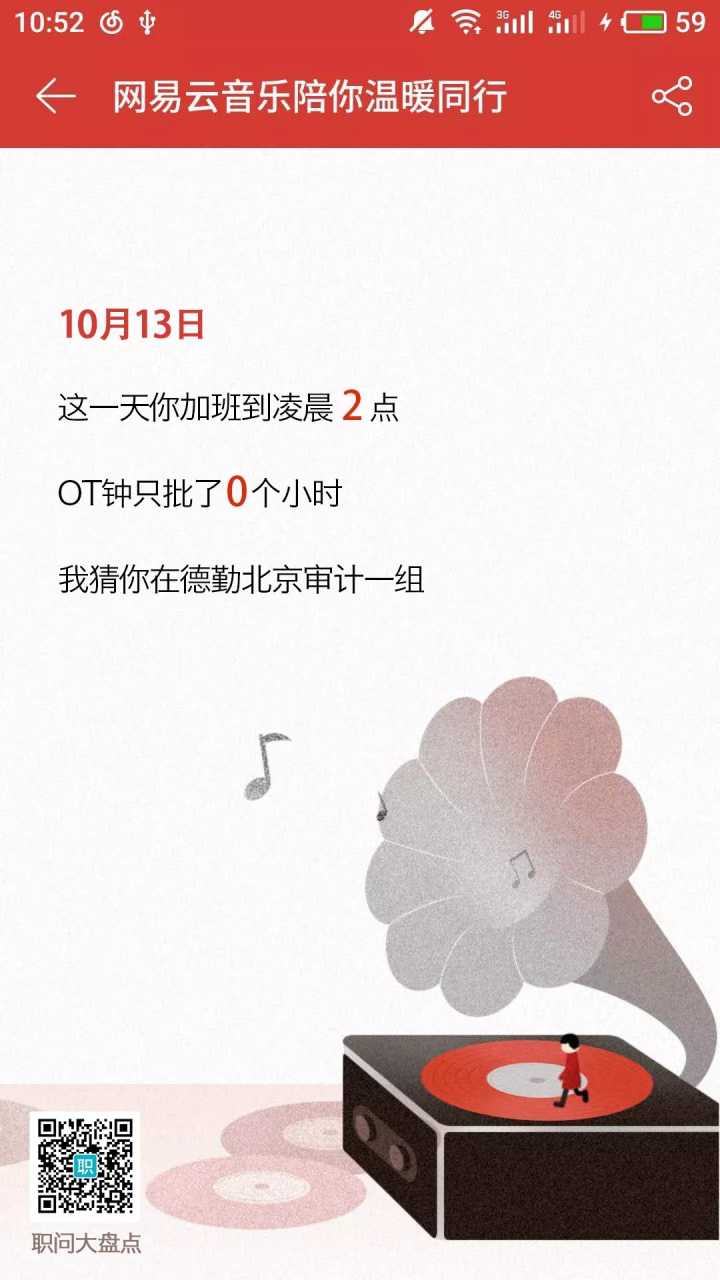 10:52 3G 4G 59
网易云音乐陪你温暖同行
10月13日
这一天你加班到凌晨 2 点
OT钟只批了0个小时
我猜你在德勤北京审计一组
职
职问大盘点